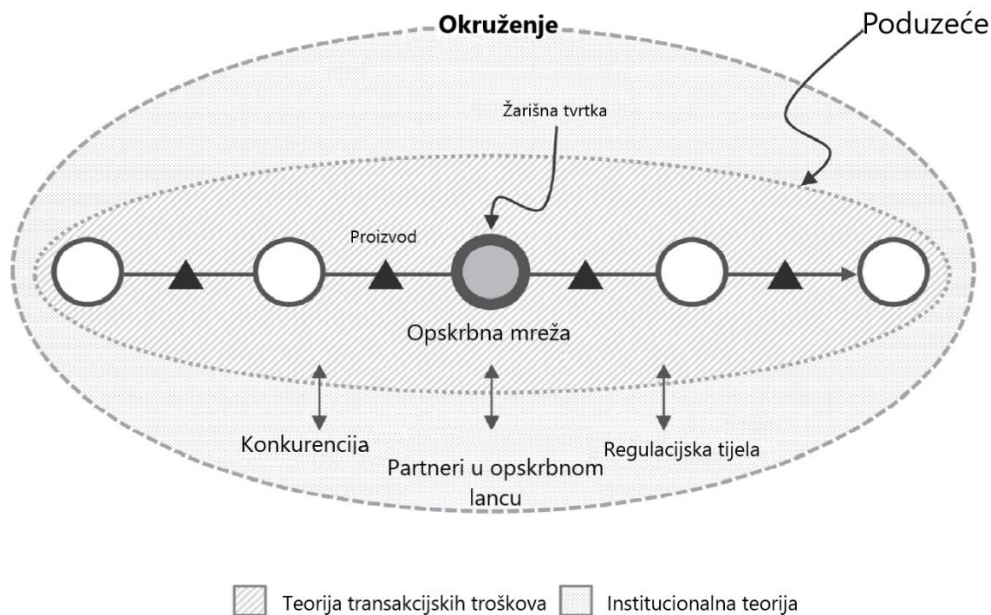 Okruženje
Poduzeće
Žarišna tvrtka
Proizvod
Opskrbna mreža
Konkurencija
Partneri u opskrbnom
lancu
Regulacijska tijela
Teorija transakcijskih troškova
Institucionalna teorija